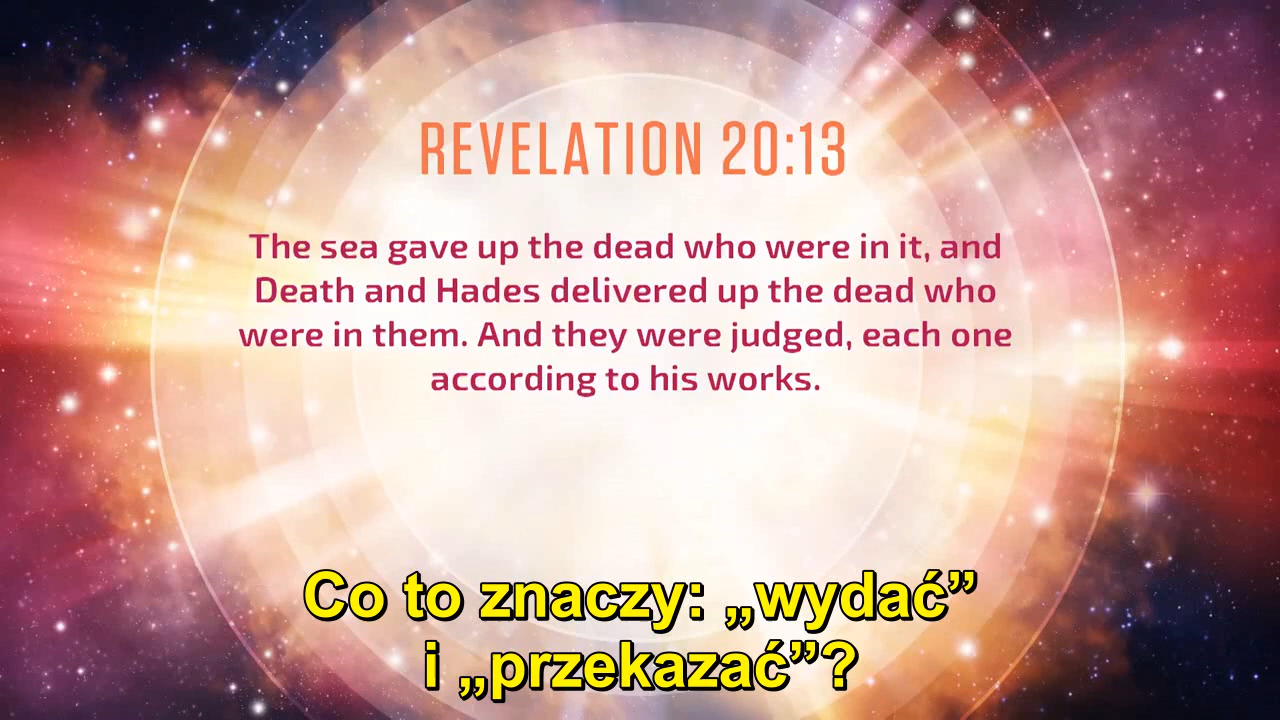 REVELATION 20:13
The sea gave up the dead who were in it, and
Death and Hades delivered up the dead who
were in them. And they were judged, each one
according to his works.
Co to znaczy: „wydać”
i „przekazać”?